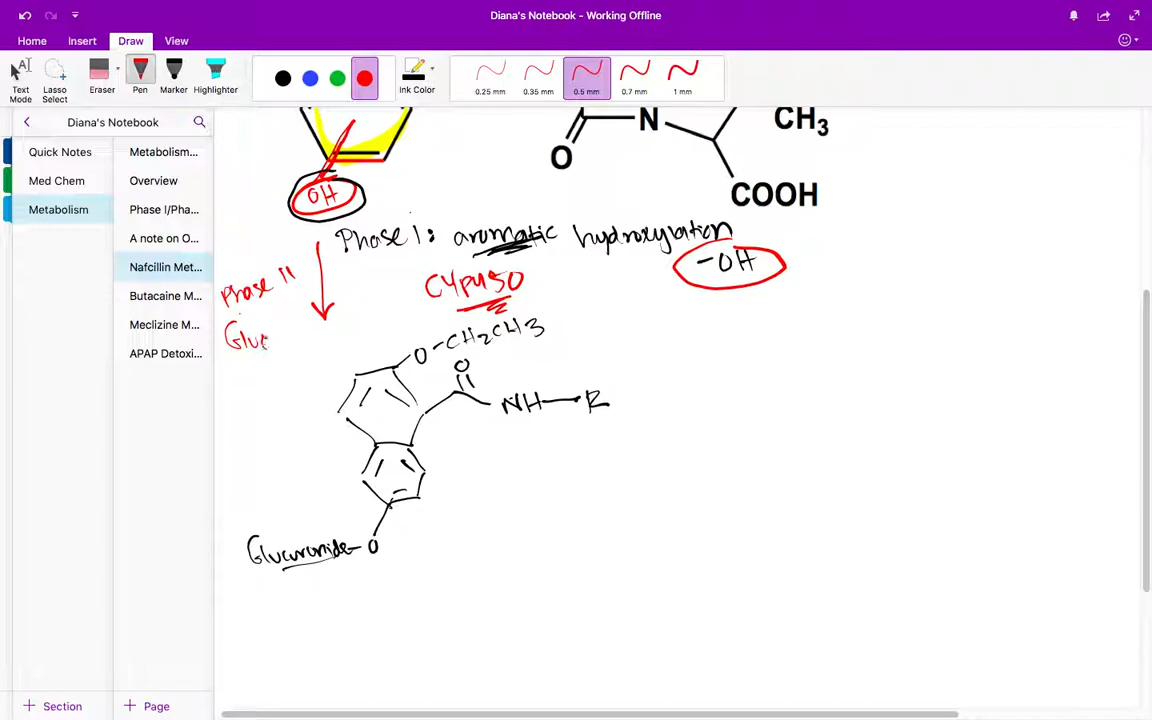 Diana's Notebook - Working Offline
Home Insert Draw View
Text Mode
Lasso Select
Eraser
Pen
Marker
Highlighter
Ink Color
0.25 mm
0.35 mm
0.5 mm
0.7 mm
1 mm
Diana's Notebook
Quick Notes
Med Chem
Metabolism
Metabolism...
Overview
Phase I/Pha...
A note on O...
Nafcillin Met...
Butacaine M...
Meclizine M...
APAP Detoxi...
+ Section
+ Page
N
CH3
O
OH
COOH
Phase I: aromatic hydroxylation
-OH
CYP450
Phase II
Gluc
O-CH2CH3
O
NH-R
Glucuronide-O